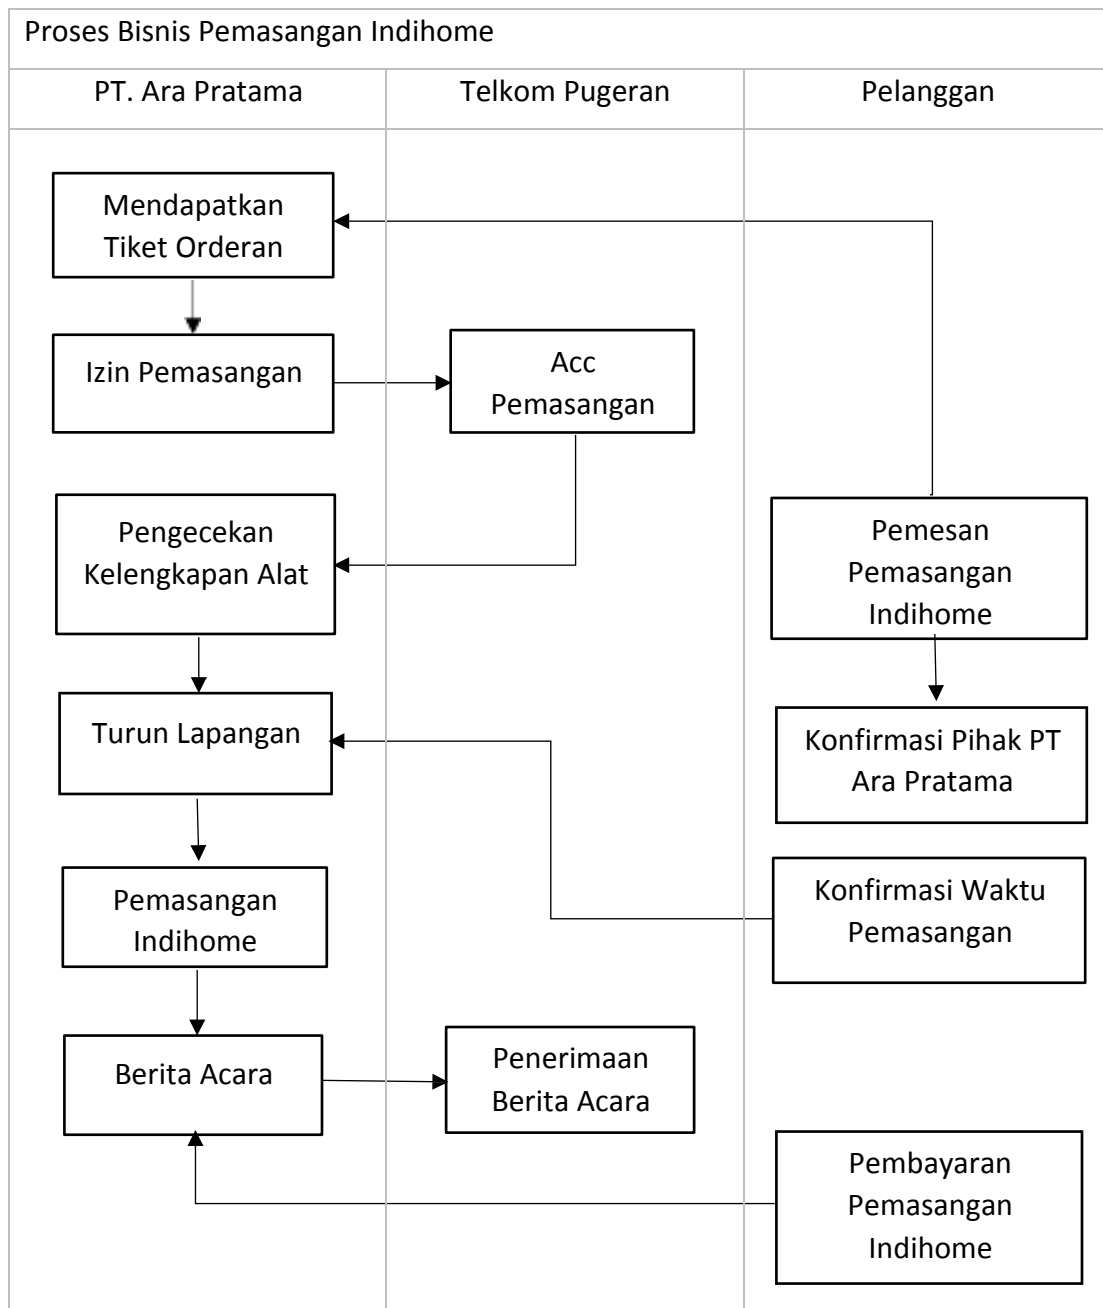 Proses Bisnis Pemasangan Indihome
PT. Ara Pratama
Telkom Pugeran
Pelanggan
Mendapatkan
Tiket Orderan
Izin Pemasangan
Acc
Pemasangan
Pengecekan
Kelengkapan Alat
Pemesan
Pemasangan
Indihome
Turun Lapangan
Konfirmasi Pihak PT
Ara Pratama
Pemasangan
Indihome
Konfirmasi Waktu
Pemasangan
Berita Acara
Penerimaan
Berita Acara
Pembayaran
Pemasangan
Indihome